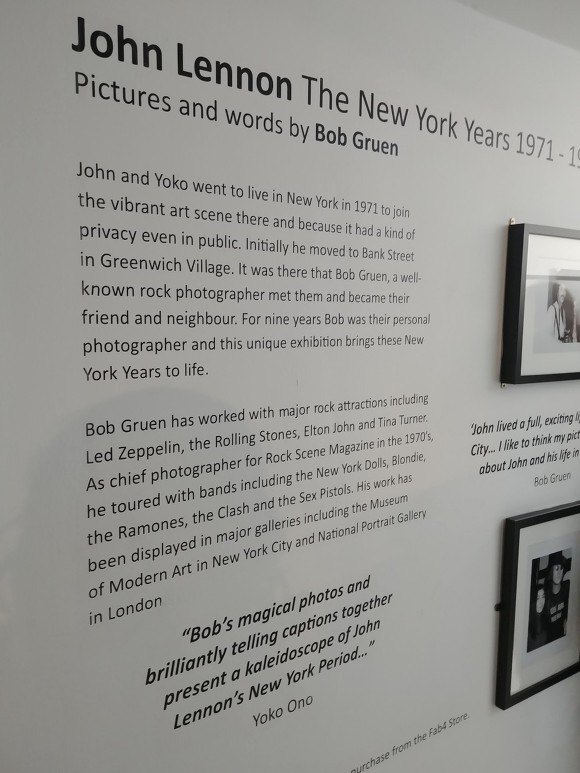 John Lennon The New York Years 1971 -
Pictures and words by Bob Gruen
John and Yoko went to live in New York in 1971 to join
the vibrant art scene there and because it had a kind of
privacy even in public. Initially he moved to Bank Street
in Greenwich Village. It was there that Bob Gruen, a well-
known rock photographer met them and became their
friend and neighbour. For nine years Bob was their personal
photographer and this unique exhibition brings these New
York Years to life.
Bob Gruen has worked with major rock attractions including
Led Zeppelin, the Rolling Stones, Elton John and Tina Turner.
As chief photographer for Rock Scene Magazine in the 1970's,
he toured with bands including the New York Dolls, Blondie,
the Ramones, the Clash and the Sex Pistols. His work has
been displayed in major galleries including the Museum
of Modern Art in New York City and National Portrait Gallery
in London
"Bob's magical photos and
brilliantly telling captions together
present a kaleidoscope of John
Lennon's New York Period..."
Yoko Ono
'John lived a full, exciting
City... I like to think my
about John and his life in
Bob Gruen
purchase from the Fab4 Store.